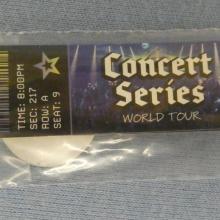 TIME: 8:00PM
SEC: 217
ROW: A
SEAT: 9
Concert
Series
WORLD TOUR